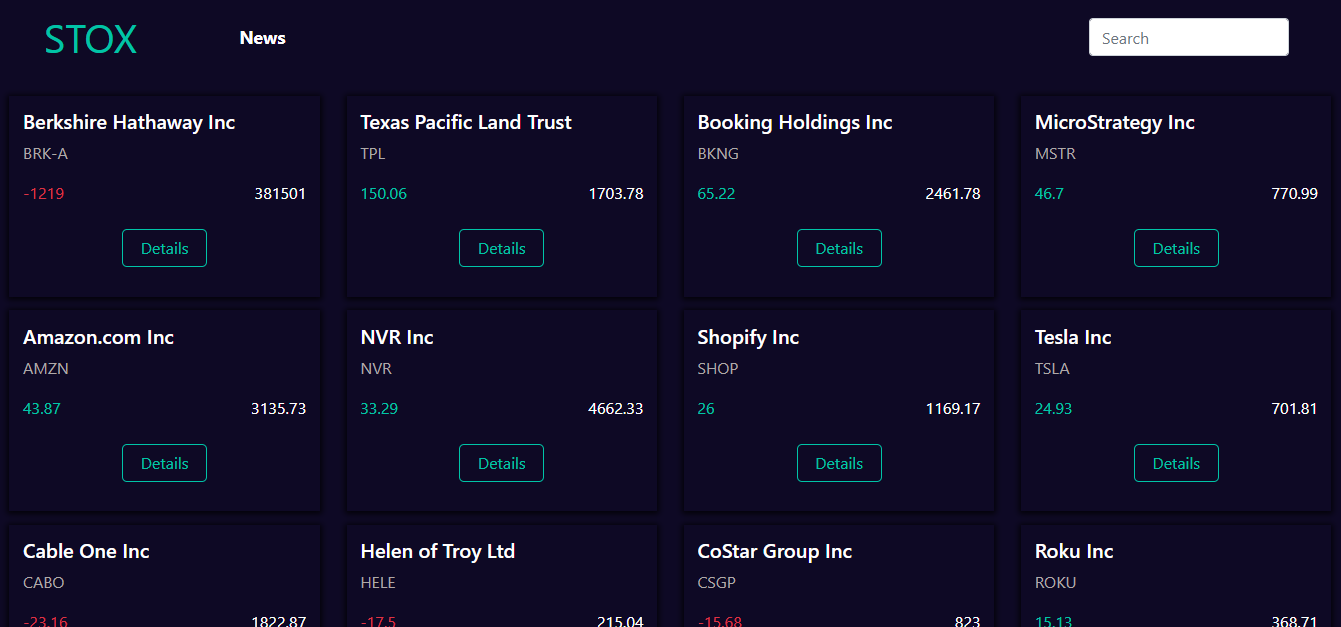 STOX News Search
Berkshire Hathaway Inc
BRK-A
-1219 381501
Details
Texas Pacific Land Trust
TPL
150.06 1703.78
Details
Booking Holdings Inc
BKNG
65.22 2461.78
Details
MicroStrategy Inc
MSTR
46.7 770.99
Details
Amazon.com Inc
AMZN
43.87 3135.73
Details
NVR Inc
NVR
33.29 4662.33
Details
Shopify Inc
SHOP
26 1169.17
Details
Tesla Inc
TSLA
24.93 701.81
Details
Cable One Inc
CABO
-23.16 1822.87
Helen of Troy Ltd
HELE
-17.5 215.04
CoStar Group Inc
CSGP
-15.68 823
Roku Inc
ROKU
15.13 368.71